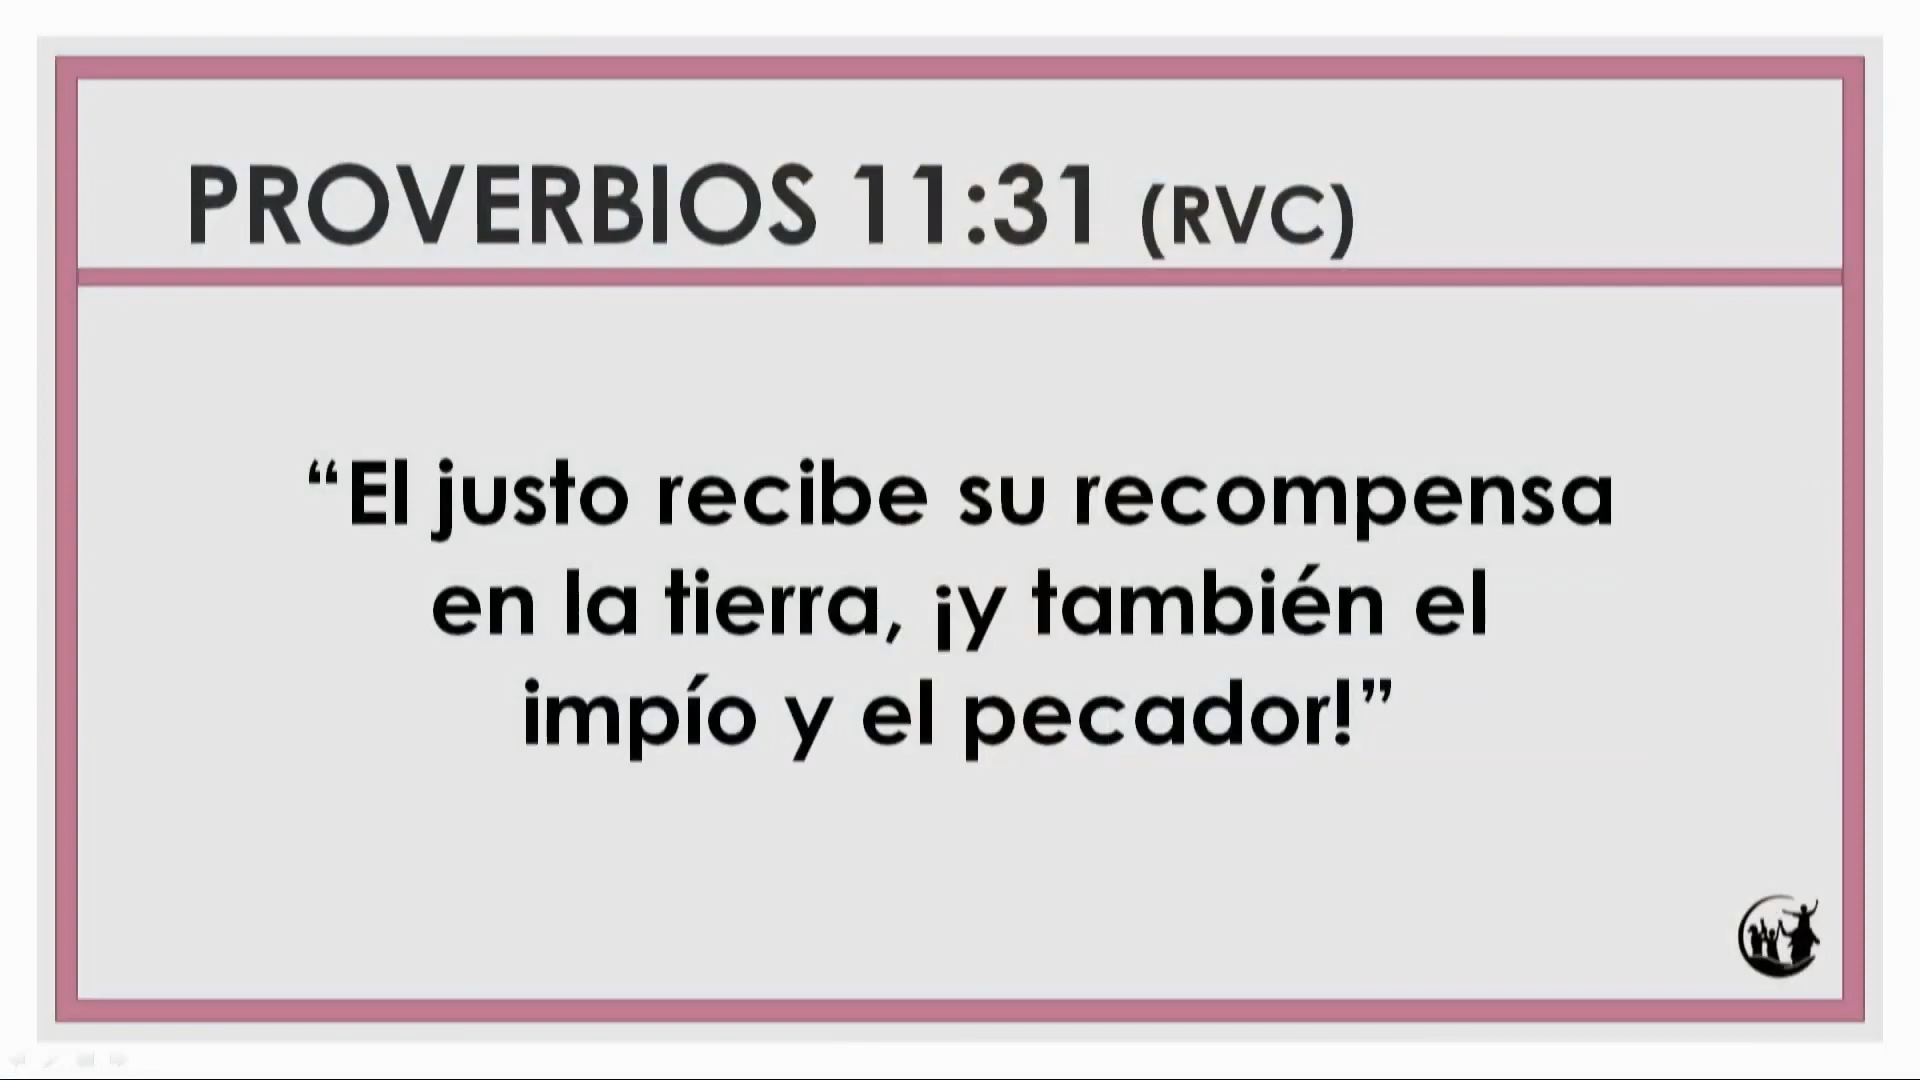 PROVERBIOS 11:31 (RVC)
“El justo recibe su recompensa
en la tierra, ¡y también el
impío y el pecador!”